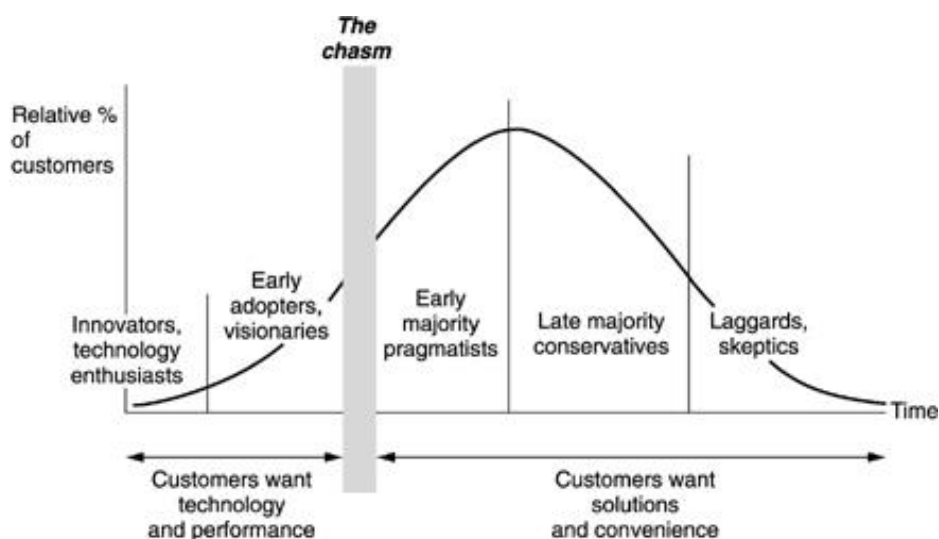 The
chasm
Relative %
of
customers
Innovators,
technology
enthusiasts
Early
adopters,
visionaries
Early
majority
pragmatists
Late majority
conservatives
Laggards,
skeptics
Time
Customers want
technology
and performance
Customers want
solutions
and convenience